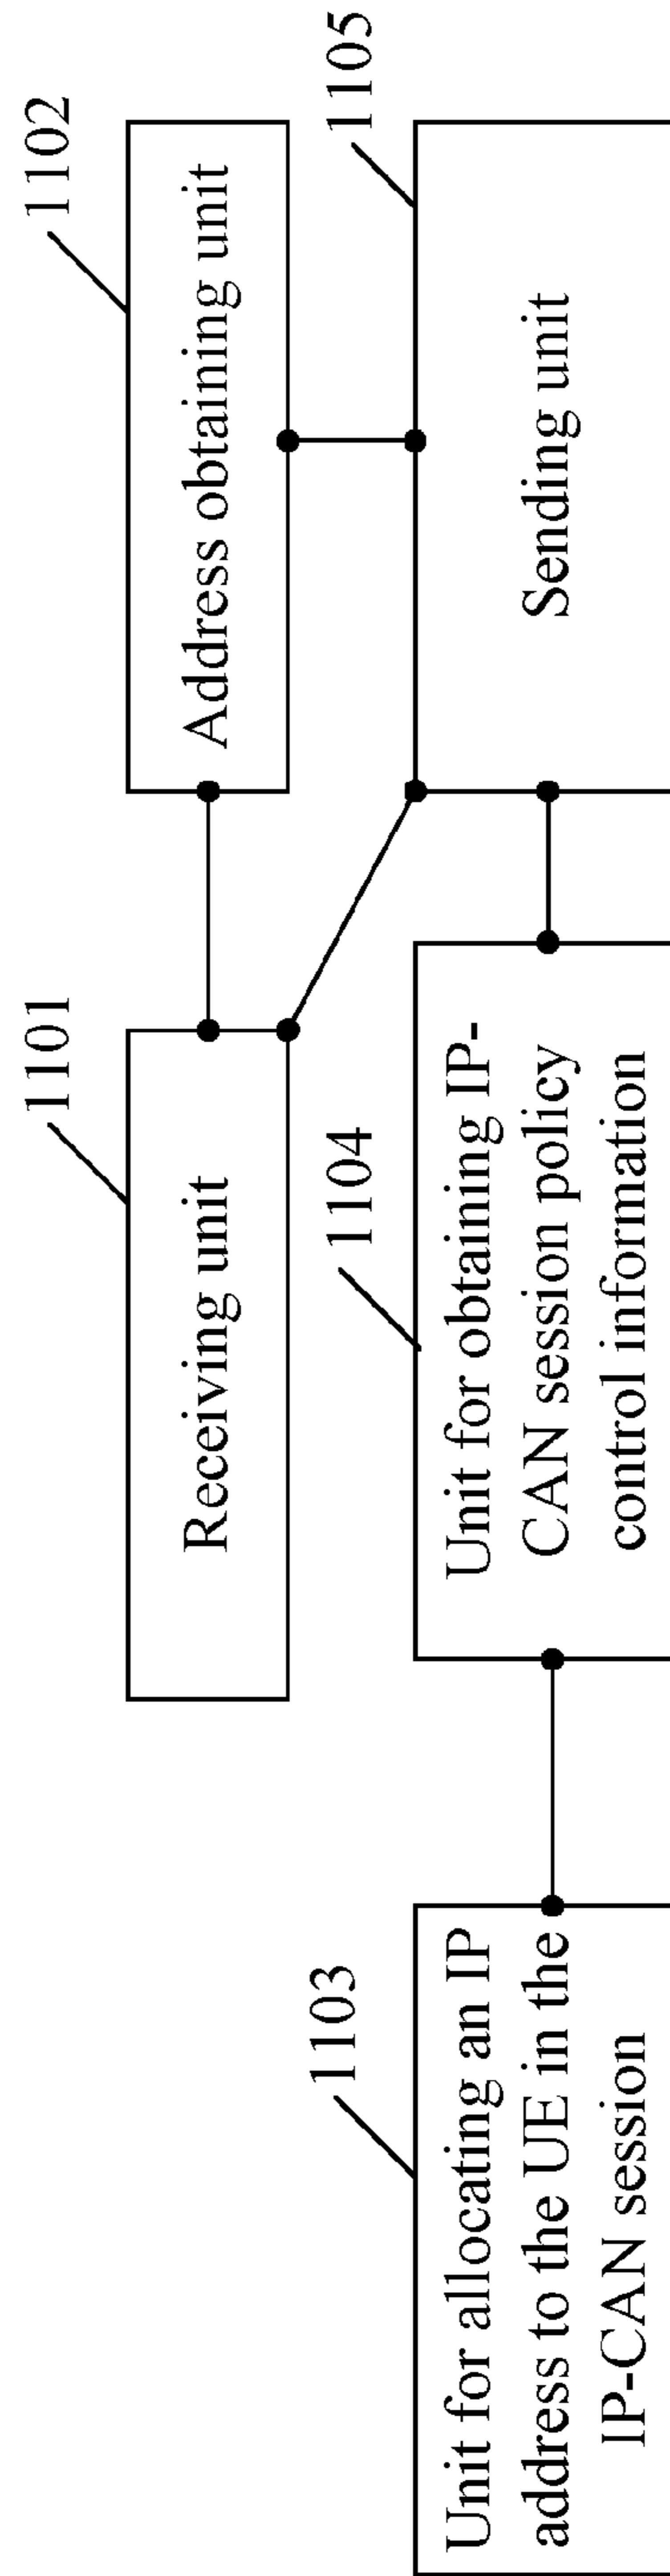 1101
Receiving unit
1102
Address obtaining unit
1103
Unit for allocating an IP
address to the UE in the
IP-CAN session
1104
Unit for obtaining IP-
CAN session policy
control information
1105
Sending unit